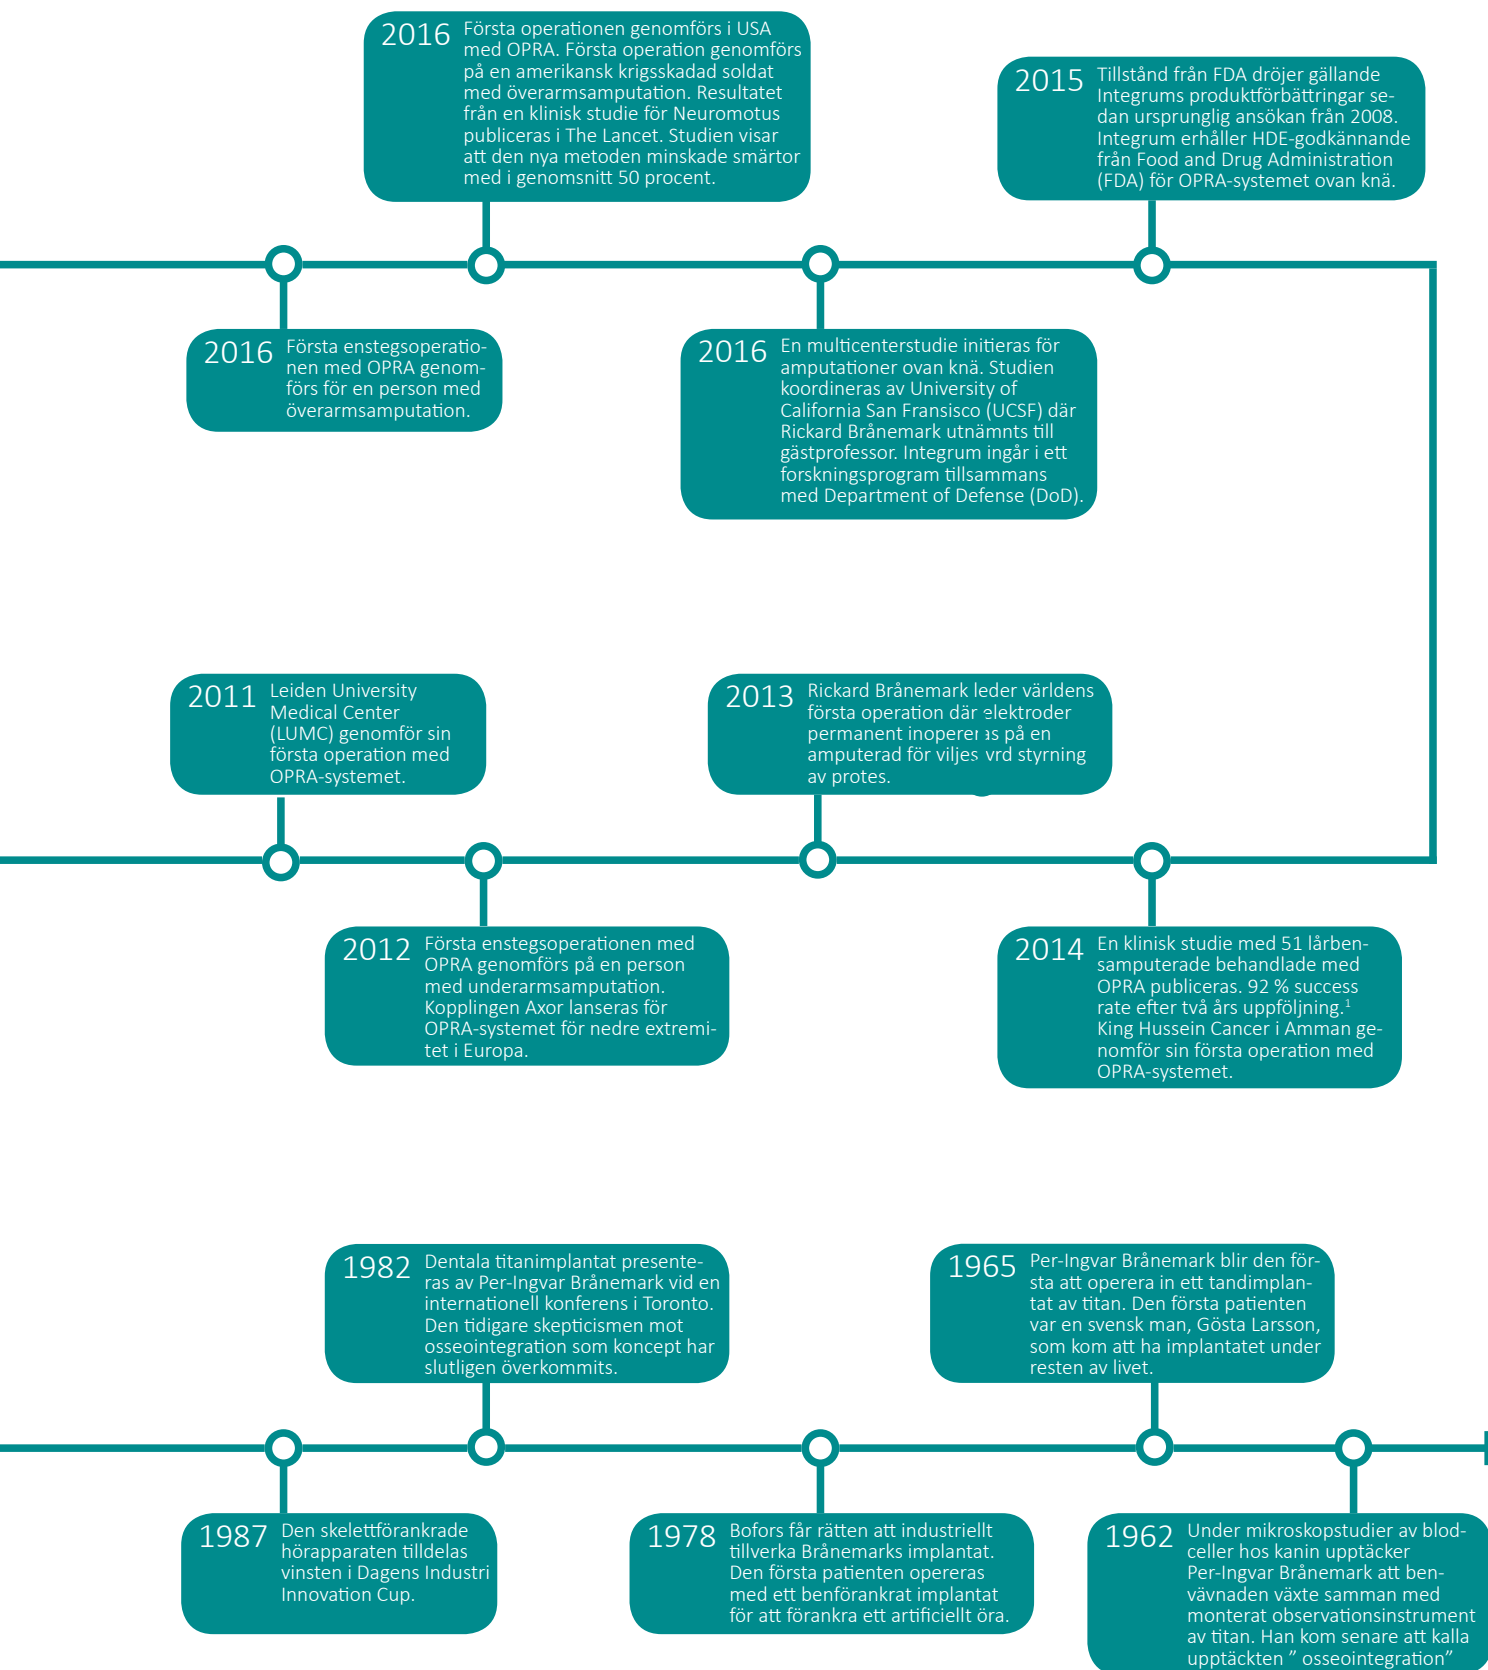 2016 Första operationen genomförs i USA
med OPRA. Första operation genomförs
på en amerikansk krigsskadad soldat
med överarmsamputation. Resultatet
från en klinisk studie för Neuromotus
publiceras i The Lancet. Studien visar
att den nya metoden minskade smärtor
med i genomsnitt 50 procent.
2015 Tillstånd från FDA dröjer gällande
Integrums produktförbättringar se-
dan ursprunglig ansökan från 2008.
Integrum erhåller HDE-godkännande
från Food and Drug Administration
(FDA) för OPRA-systemet ovan knä.
2016 Första enstegsoperatio-
nen med OPRA genom-
förs för en person med
överarmsamputation.
2016 En multicenterstudie initieras för
amputationer ovan knä. Studien
koordineras av University of
California San Fransisco (UCSF) där
Rickard Brånemark utnämnts till
gästprofessor. Integrum ingår i ett
forskningsprogram tillsammans
med Department of Defense (DoD).
2011 Leiden University
Medical Center
(LUMC) genomför sin
första operation med
OPRA-systemet.
2013 Rickard Brånemark leder världens
första operation där elektroder
permanent inopereras på en
amputerad för viljestyrd styrning
av protes.
2012 Första enstegsoperationen med
OPRA genomförs på en person
med underarmsamputation.
Kopplingen Axor lanseras för
OPRA-systemet för nedre extremi-
tet i Europa.
2014 En klinisk studie med 51 lårben-
samputerade behandlade med
OPRA publiceras. 92 % success
rate efter två års uppföljning.1
King Hussein Cancer i Amman ge-
nomför sin första operation med
OPRA-systemet.
1982 Dentala titanimplantat presente-
ras av Per-Ingvar Brånemark vid en
internationell konferens i Toronto.
Den tidigare skepticismen mot
osseointegration som koncept har
slutligen överkommits.
1965 Per-Ingvar Brånemark blir den för-
sta att operera in ett tandimplan-
tat av titan. Den första patienten
var en svensk man, Gösta Larsson,
som kom att ha implantatet under
resten av livet.
1987 Den skelettförankrade
hörapparaten tilldelas
vinsten i Dagens Industri
Innovation Cup.
1978 Bofors får rätten att industriellt
tillverka Brånemarks implantat.
Den första patienten opereras
med ett benförankrat implantat
för att förankra ett artificiellt öra.
1962 Under mikroskopstudier av blod-
celler hos kanin upptäcker
Per-Ingvar Brånemark att ben-
vävnaden växte samman med
monterat observationsinstrument
av titan. Han kom senare att kalla
upptäckten ” osseointegration”